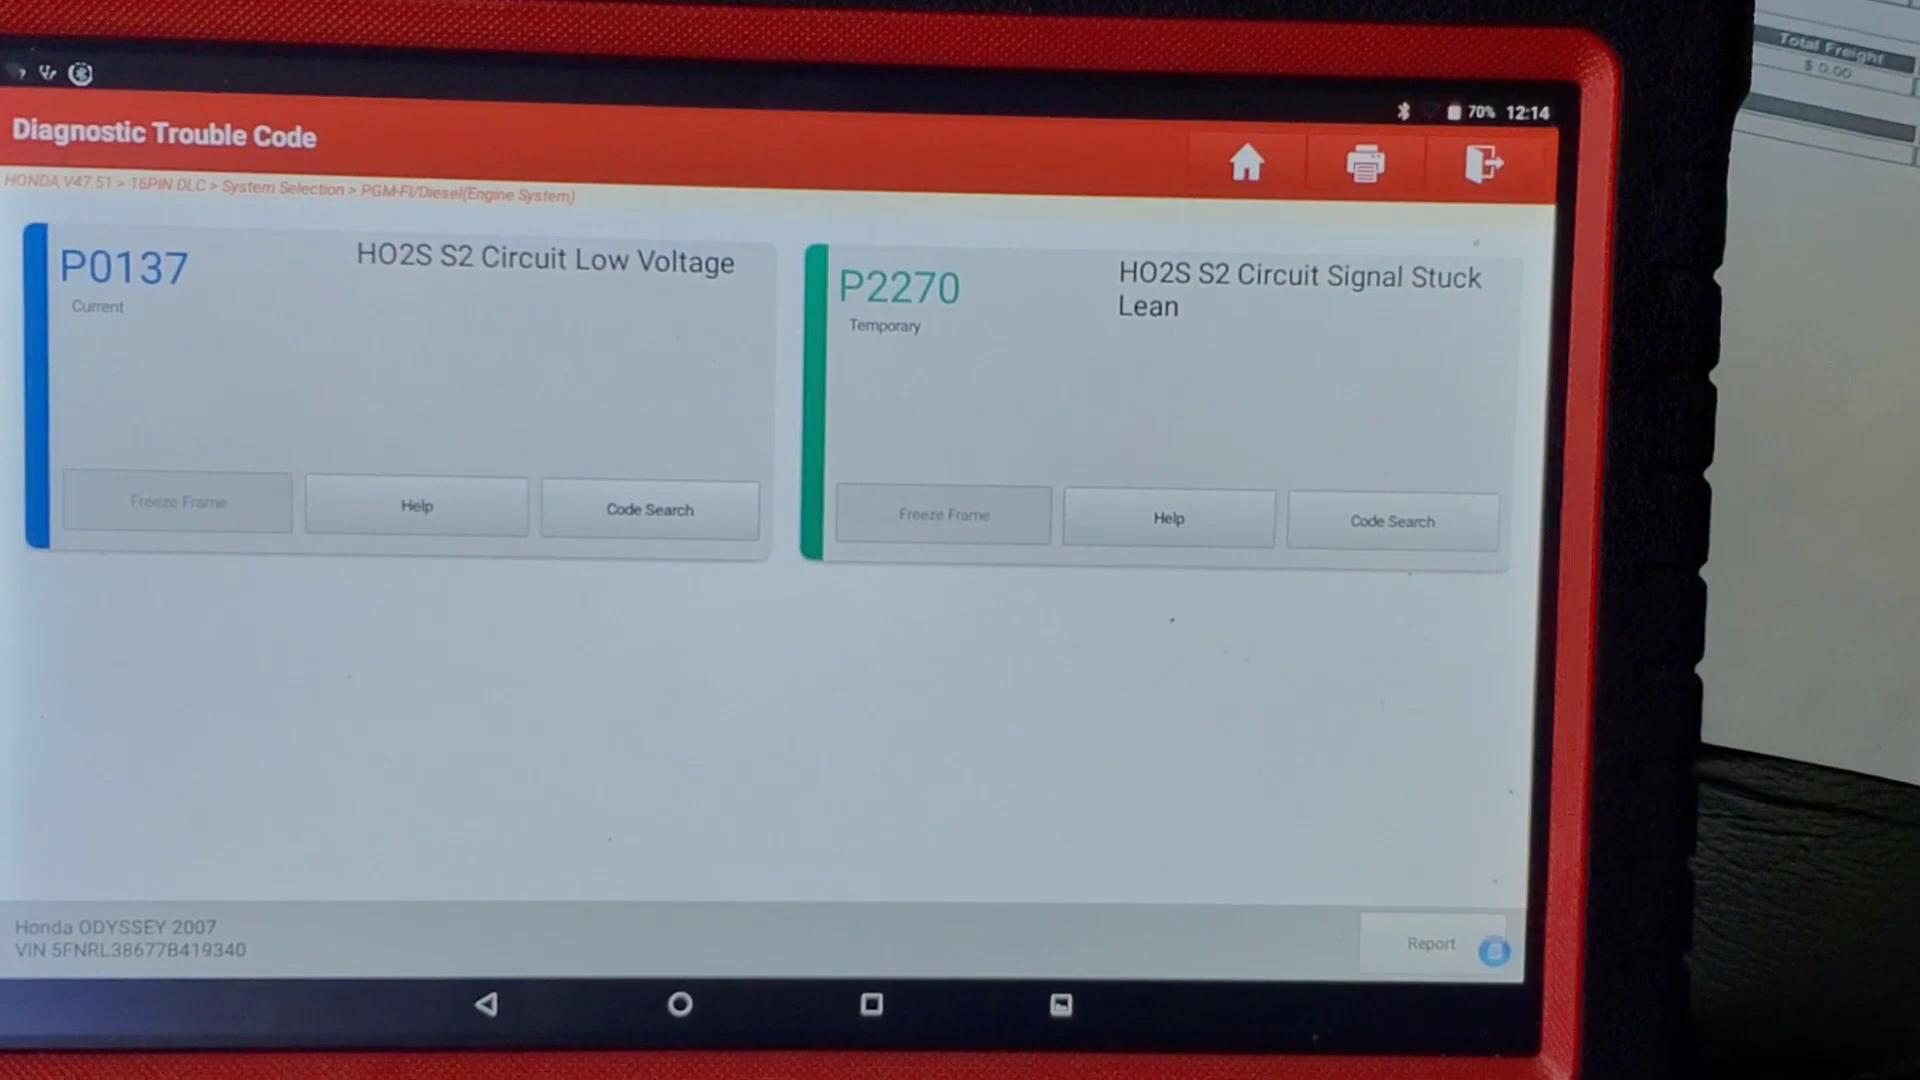 Total Freight
$ 0.00
70% 12:14
Diagnostic Trouble Code
HONDA V47.51 > 16PIN DLC > System Selection > PGM-FI/Diesel(Engine System)
P0137
HO2S S2 Circuit Low Voltage
Current
Freeze Frame
Help
Code Search
P2270
HO2S S2 Circuit Signal Stuck
Lean
Temporary
Freeze Frame
Help
Code Search
Honda ODYSSEY 2007
VIN 5FNRL38677B419340
Report